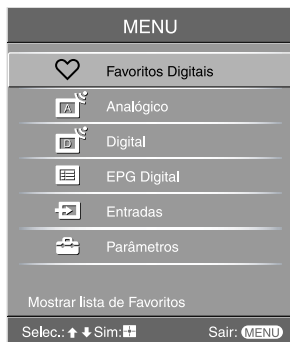 MENU
Favoritos Digitais
A Analógico
D Digital
EPG Digital
Entradas
Parâmetros
Mostrar lista de Favoritos
Selec.: Sim: Sair: MENU